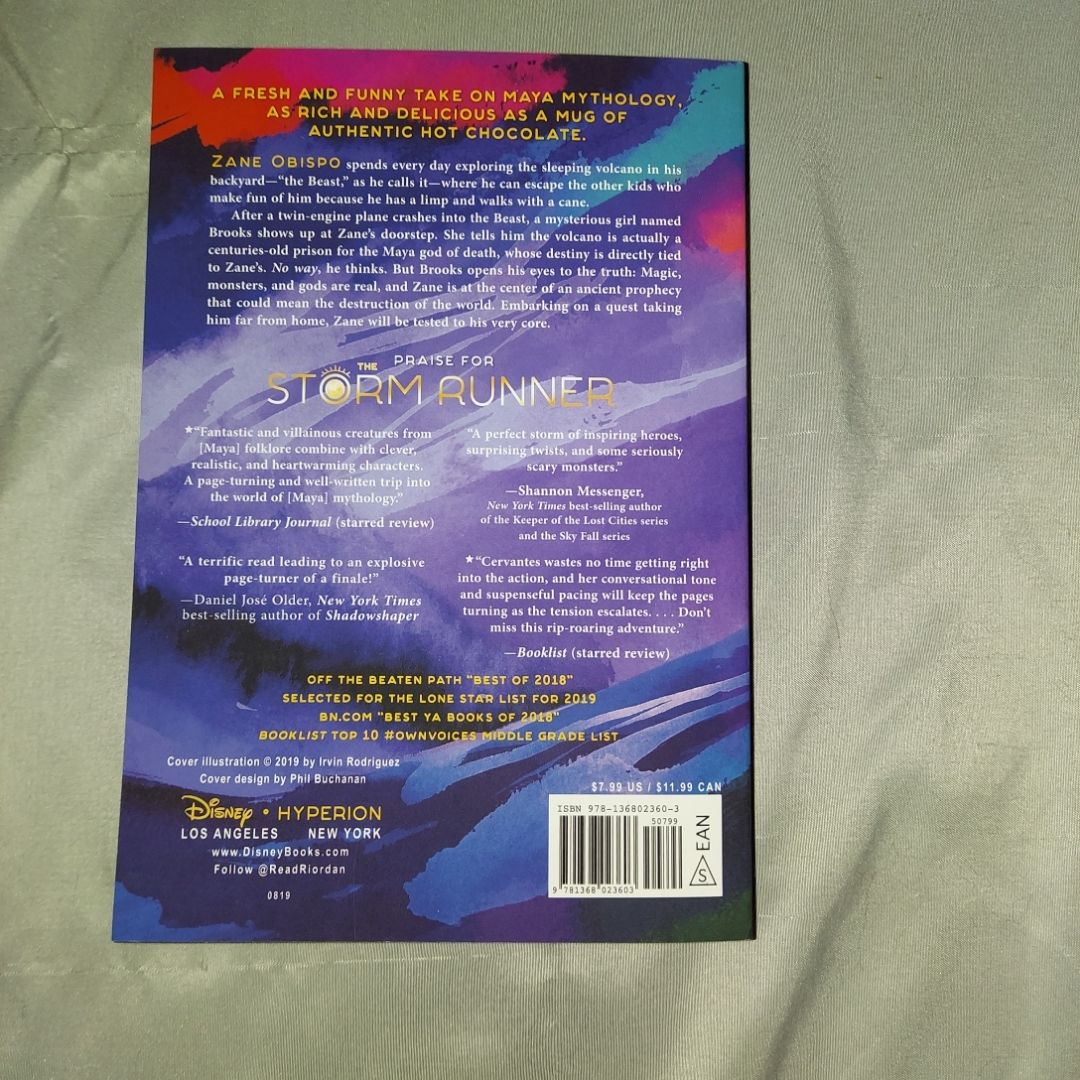 A FRESH AND FUNNY TAKE ON MAYA MYTHOLOGY,
AS RICH AND DELICIOUS AS A MUG OF
AUTHENTIC HOT CHOCOLATE.
ZANE OBISPO spends every day exploring the sleeping volcano in his
backyard—“the Beast,” as he calls it—where he can escape the other kids who
make fun of him because he has a limp and walks with a cane.
After a twin-engine plane crashes into the Beast, a mysterious girl named
Brooks shows up at Zane’s doorstep. She tells him the volcano is actually a
centuries-old prison for the Maya god of death, whose destiny is directly tied
to Zane’s. No way, he thinks. But Brooks opens his eyes to the truth: Magic,
monsters, and gods are real, and Zane is at the center of an ancient prophecy
that could mean the destruction of the world. Embarking on a quest taking
him far from home, Zane will be tested to his very core.
PRAISE FOR
THE
STORM RUNNER
★“Fantastic and villainous creatures from
[Maya] folklore combine with clever,
realistic, and heartwarming characters.
A page-turning and well-written trip into
the world of [Maya] mythology.”
—School Library Journal (starred review)
“A terrific read leading to an explosive
page-turner of a finale!”
—Daniel José Older, New York Times
best-selling author of Shadowshaper
“A perfect storm of inspiring heroes,
surprising twists, and some seriously
scary monsters.”
—Shannon Messenger,
New York Times best-selling author
of the Keeper of the Lost Cities series
and the Sky Fall series
★“Cervantes wastes no time getting right
into the action, and her conversational tone
and suspenseful pacing will keep the pages
turning as the tension escalates. . . . Don’t
miss this rip-roaring adventure.”
—Booklist (starred review)
OFF THE BEATEN PATH “BEST OF 2018”
SELECTED FOR THE LONE STAR LIST FOR 2019
BN.COM “BEST YA BOOKS OF 2018”
BOOKLIST TOP 10 #OWNVOICES MIDDLE GRADE LIST
Cover illustration © 2019 by Irvin Rodriguez
Cover design by Phil Buchanan
Disney • HYPERION
LOS ANGELES NEW YORK
www.DisneyBooks.com
Follow @ReadRiordan
0819
$7.99 US / $11.99 CAN
ISBN 978-136802360-3
50799
9 781368 023603
S EAN